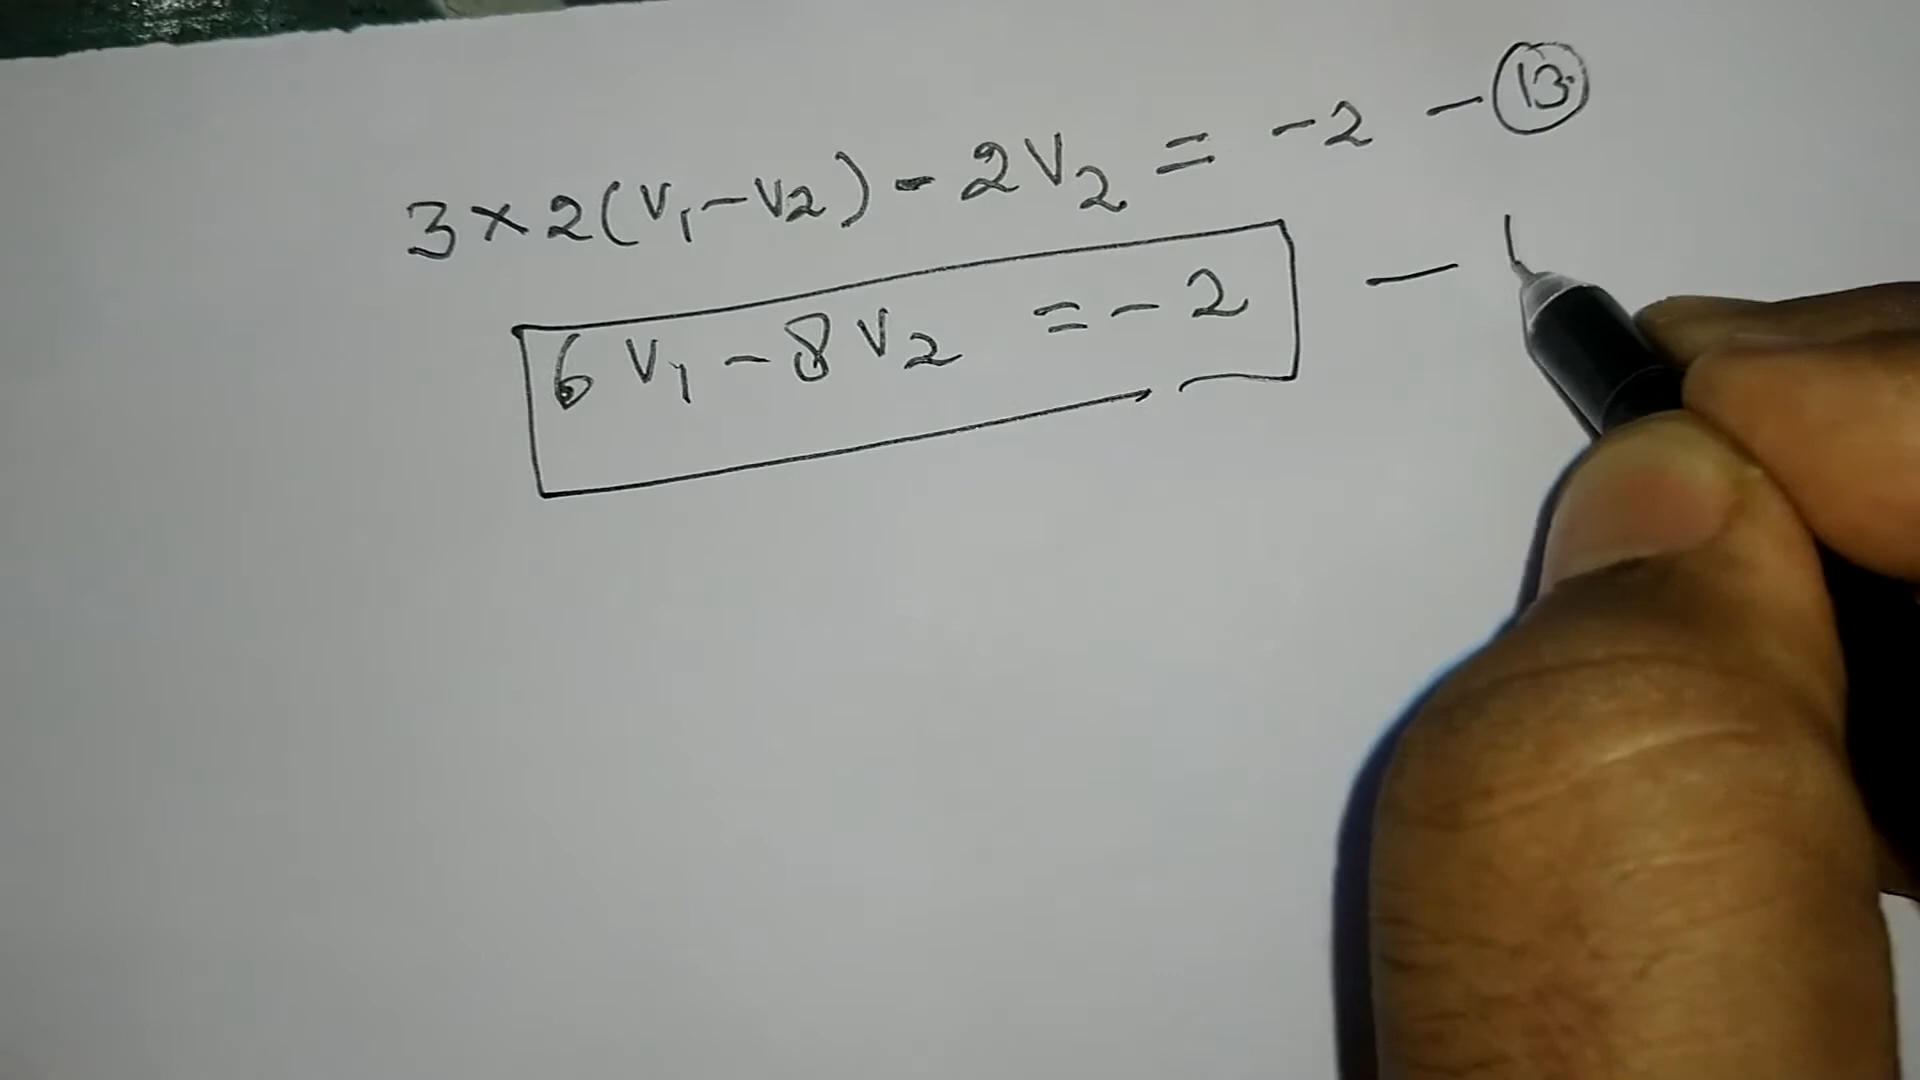 3 × 2(V₁ - V₂) - 2V₂ = -2 - ⑬
6V₁ - 8V₂ = -2 -